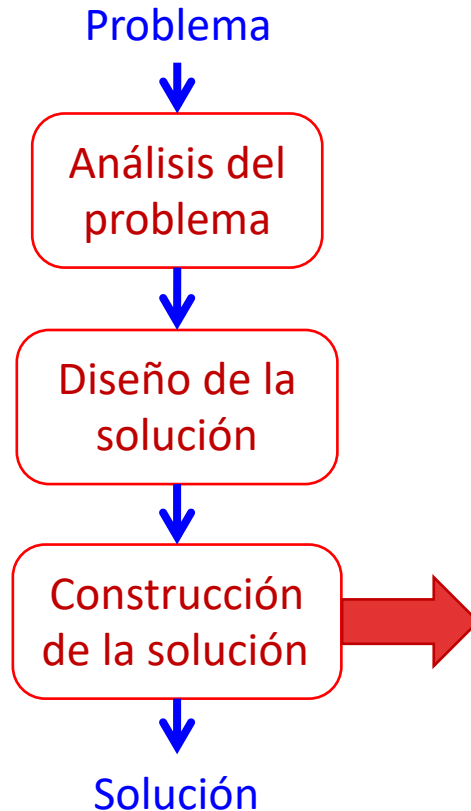 Problema
Análisis del
problema
Diseño de la
solución
Construcción
de la solución
Solución